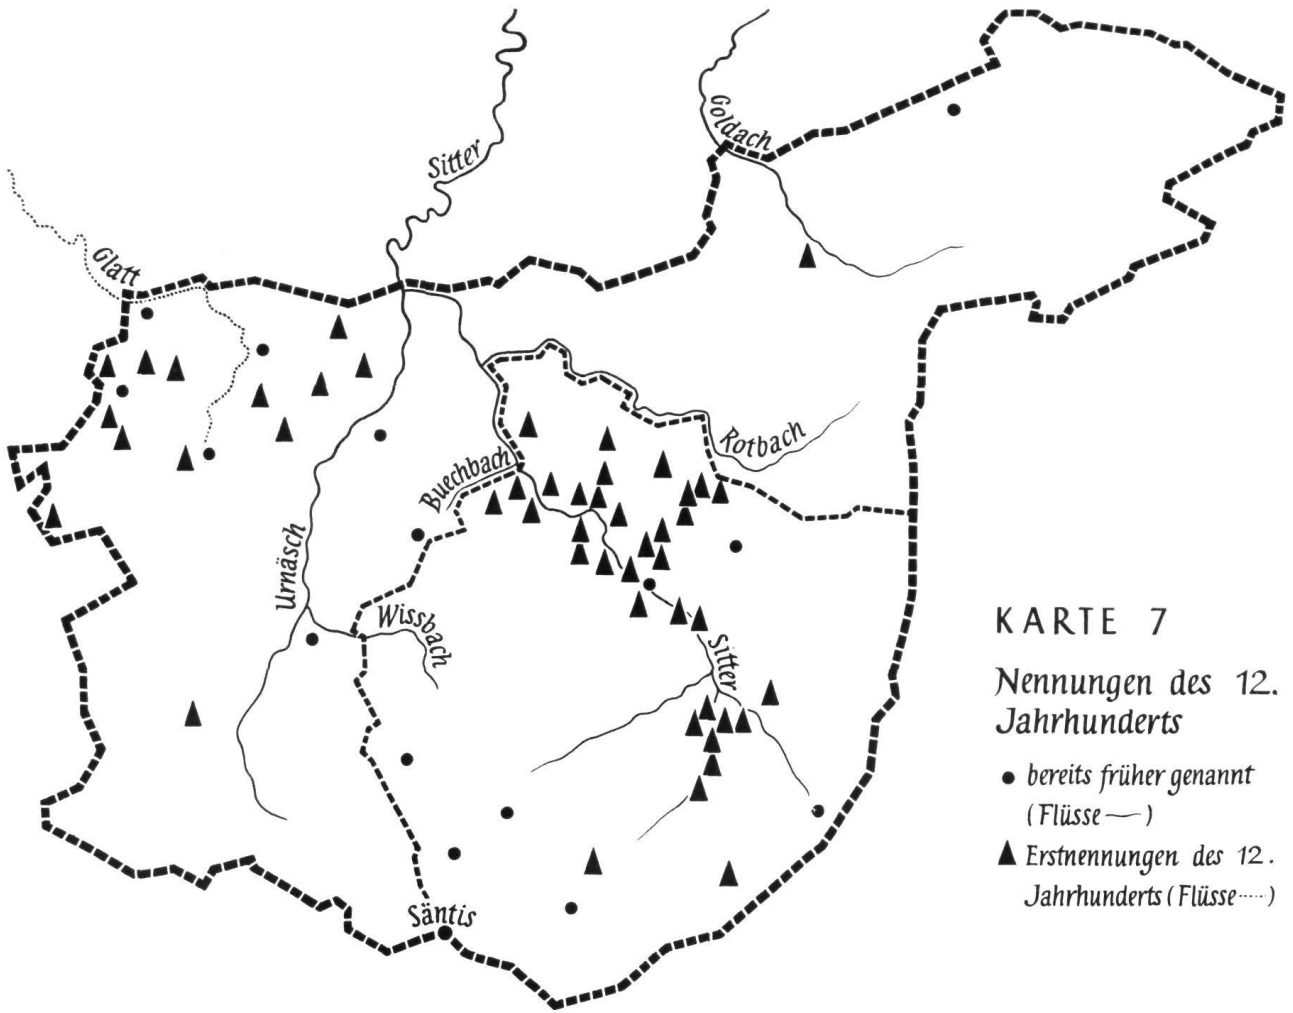 Sitter
Goldach
Glatt
Rotbach
Buechbach
Urnäsch
Wissbach
Sitter
Säntis
KARTE 7
Nennungen des 12.
Jahrhunderts
bereits früher genannt
(Flüsse — )
Erstnennungen des 12.
Jahrhunderts (Flüsse ····· )